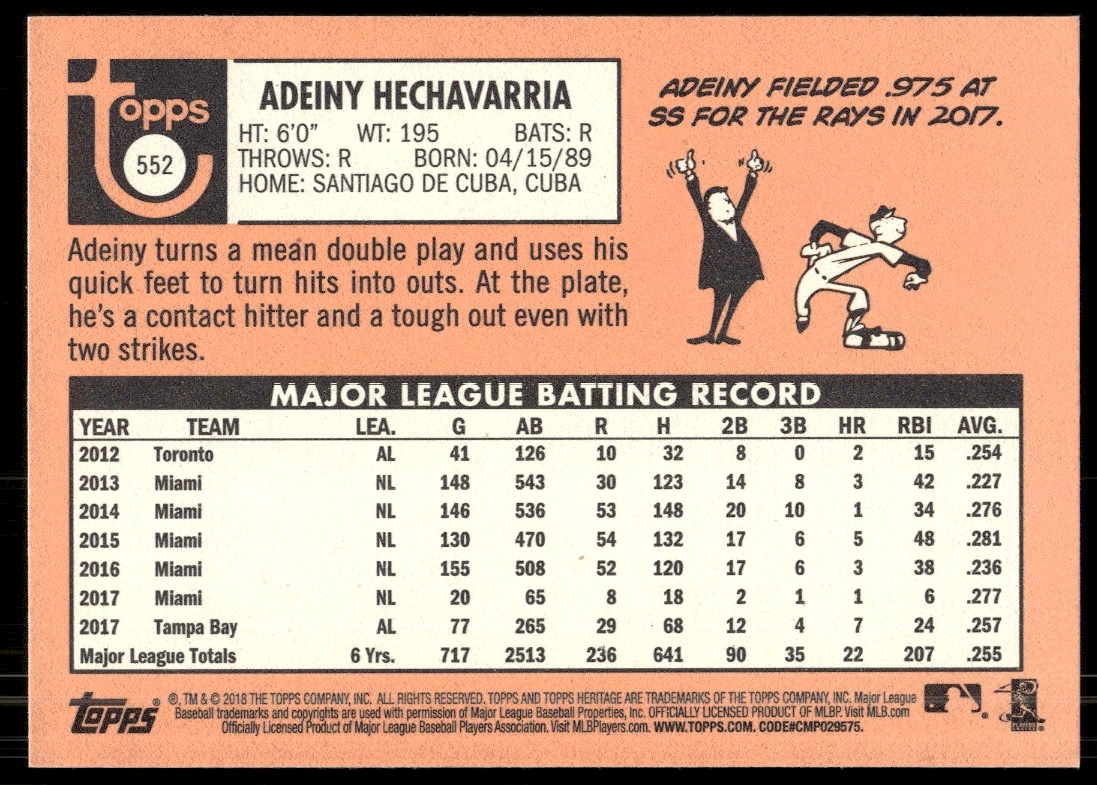 topps
552
ADEINY HECHAVARRIA
HT: 6'0" WT: 195 BATS: R
THROWS: R BORN: 04/15/89
HOME: SANTIAGO DE CUBA, CUBA
ADEINY FIELDED .975 AT
SS FOR THE RAYS IN 2017.
Adeiny turns a mean double play and uses his
quick feet to turn hits into outs. At the plate,
he's a contact hitter and a tough out even with
two strikes.
MAJOR LEAGUE BATTING RECORD
YEAR TEAM LEA. G AB R H 2B 3B HR RBI AVG.
2012 Toronto AL 41 126 10 32 8 0 2 15 .254
2013 Miami NL 148 543 30 123 14 8 3 42 .227
2014 Miami NL 146 536 53 148 20 10 1 34 .276
2015 Miami NL 130 470 54 132 17 6 5 48 .281
2016 Miami NL 155 508 52 120 17 6 3 38 .236
2017 Miami NL 20 65 8 18 2 1 1 6 .277
2017 Tampa Bay AL 77 265 29 68 12 4 7 24 .257
Major League Totals 6 Yrs. 717 2513 236 641 90 35 22 207 .255
topps®
®, TM & © 2018 THE TOPPS COMPANY, INC. ALL RIGHTS RESERVED. TOPPS AND TOPPS HERITAGE ARE TRADEMARKS OF THE TOPPS COMPANY, INC. Major League
Baseball trademarks and copyrights are used with permission of Major League Baseball Properties, Inc. OFFICIALLY LICENSED PRODUCT OF MLBP. Visit MLB.com
Officially Licensed Product of Major League Baseball Players Association. Visit MLBPlayers.com. WWW.TOPPS.COM. CODE#CMP029575.